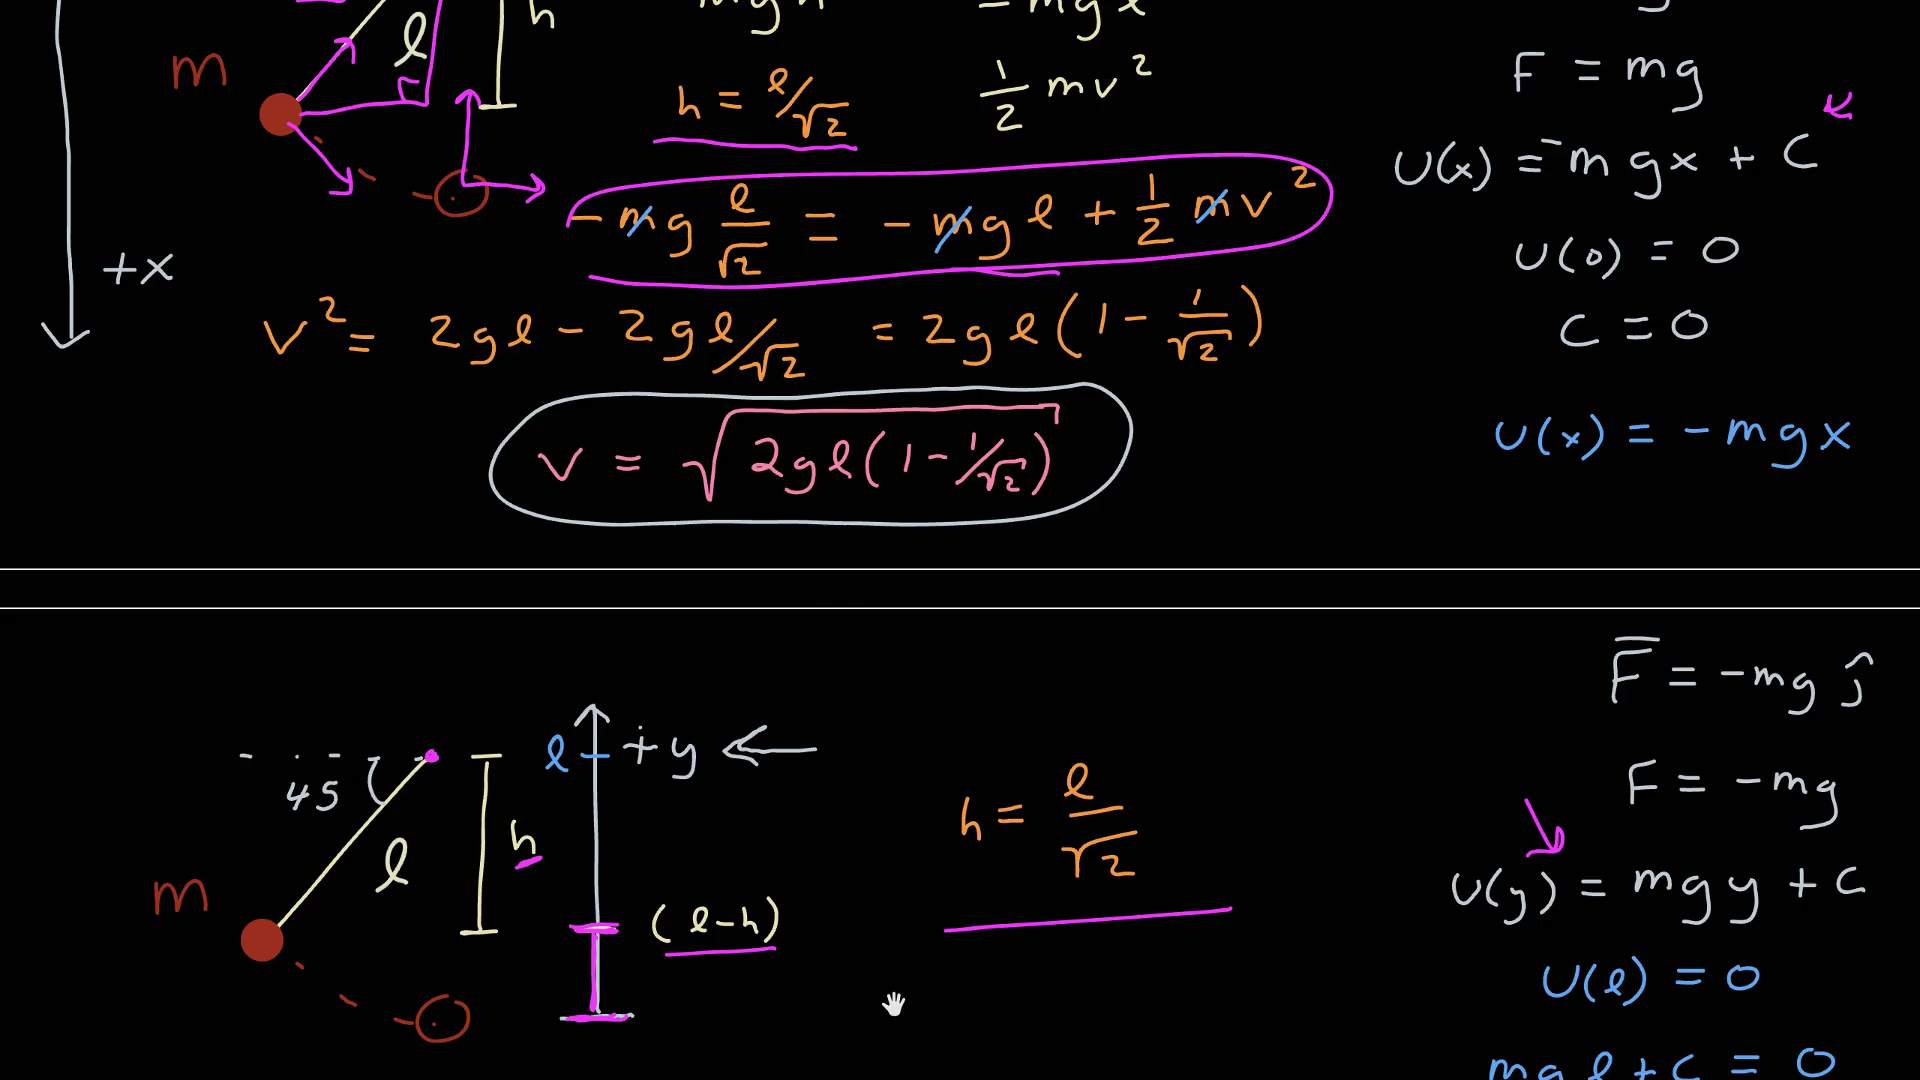 h
l
m
h = l/√2
1/2 mv²
F = mg
U(x) = -mgx + C
-mg l/√2 = -mgl + 1/2 mv²
U(0) = 0
+x
v² = 2gl - 2gl/√2 = 2gl(1 - 1/√2)
C = 0
v = √2gl(1 - 1/√2)
U(x) = -mgx
F̄ = -mg ĵ
45
l
+y
h = l/√2
F = -mg
l
h
m
(l-h)
U(y) = mgy + C
U(l) = 0
mgl + C = 0